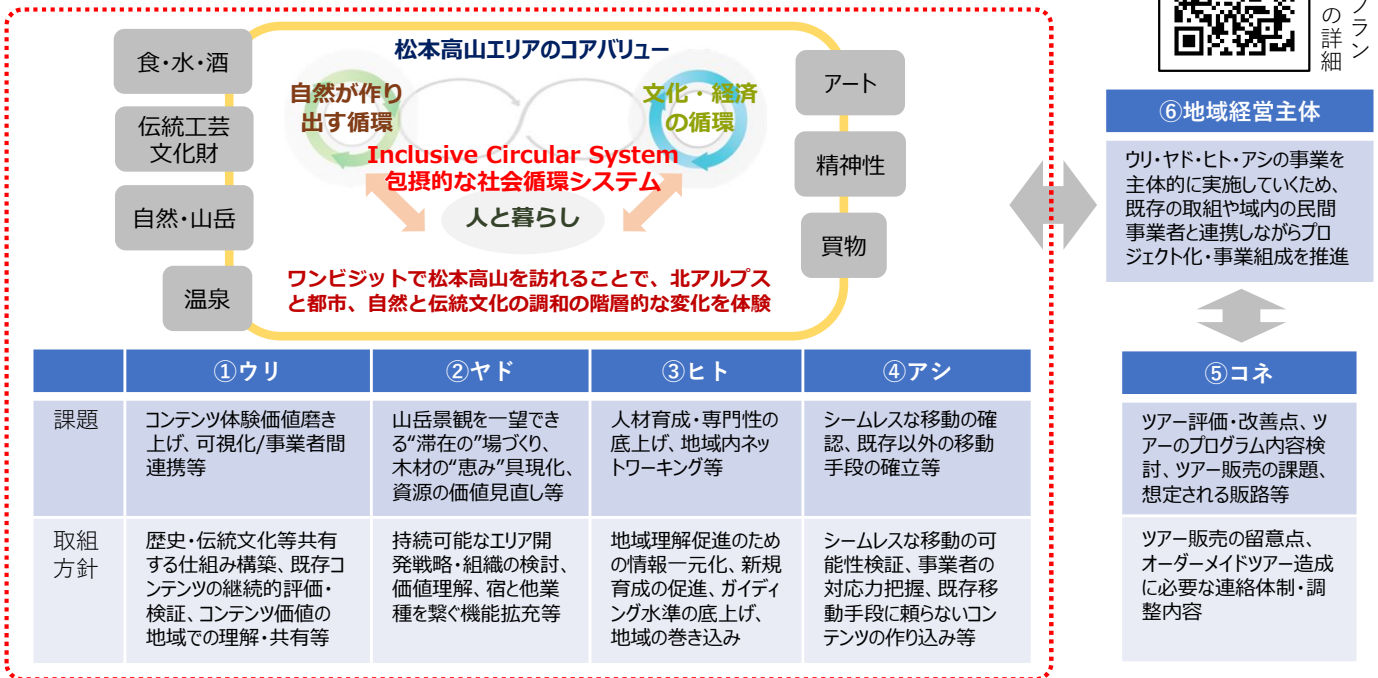 松本高山エリアのコアバリュー
食・水・酒
伝統工芸
文化財
自然・山岳
温泉
自然が作り
出す循環
文化・経済
の循環
Inclusive Circular System
包摂的な社会循環システム
人と暮らし
ワンビジットで松本高山を訪れることで、北アルプス
と都市、自然と伝統文化の調和の階層的な変化を体験
アート
精神性
買物
①ウリ
②ヤド
③ヒト
④アシ
課題
コンテンツ体験価値磨き
上げ、可視化/事業者間
連携等
山岳景観を一望でき
る“滞在の”場づくり、
木材の“恵み”具現化、
資源の価値見直し等
人材育成・専門性の
底上げ、地域内ネッ
トワーキング等
シームレスな移動の確
認、既存以外の移動
手段の確立等
取組
方針
歴史・伝統文化等共有
する仕組み構築、既存コ
ンテンツの継続的評価・
検証、コンテンツ価値の
地域での理解・共有等
持続可能なエリア開
発戦略・組織の検討、
価値理解、宿と他業
種を繋ぐ機能拡充等
地域理解促進のため
の情報一元化、新規
育成の促進、ガイディ
ング水準の底上げ、
地域の巻き込み
シームレスな移動の可
能性検証、事業者の
対応力把握、既存移
動手段に頼らないコン
テンツの作り込み等
ラン
の詳細
⑥地域経営主体
ウリ・ヤド・ヒト・アシの事業を
主体的に実施していくため、
既存の取組や域内の民間
事業者と連携しながらプロ
ジェクト化・事業組成を推進
⑤コネ
ツアー評価・改善点、ツ
アーのプログラム内容検
討、ツアー販売の課題、
想定される販路等
ツアー販売の留意点、
オーダーメイドツアー造成
に必要な連絡体制・調
整内容